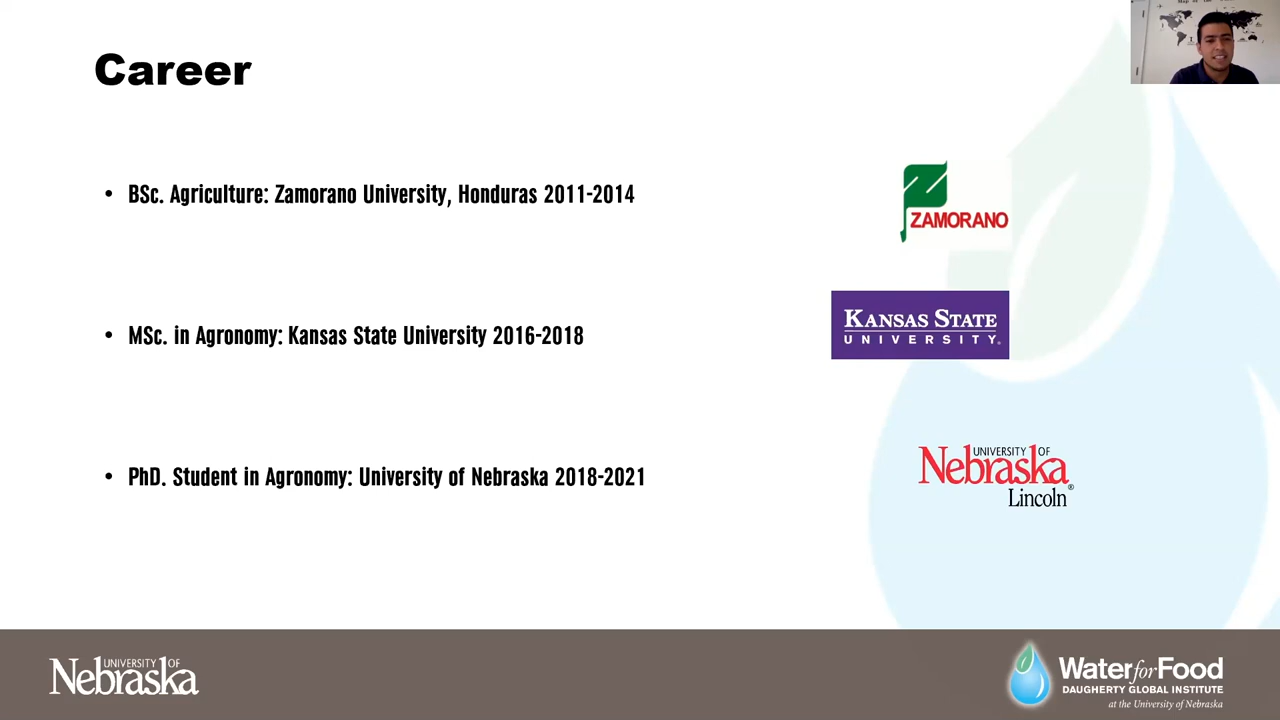 Career
• BSc. Agriculture: Zamorano University, Honduras 2011-2014
ZAMORANO
• MSc. in Agronomy: Kansas State University 2016-2018
KANSAS STATE
UNIVERSITY®
• PhD. Student in Agronomy: University of Nebraska 2018-2021
UNIVERSITY OF
Nebraska
Lincoln®
UNIVERSITY OF
Nebraska
Water for Food
DAUGHERTY GLOBAL INSTITUTE
at the University of Nebraska